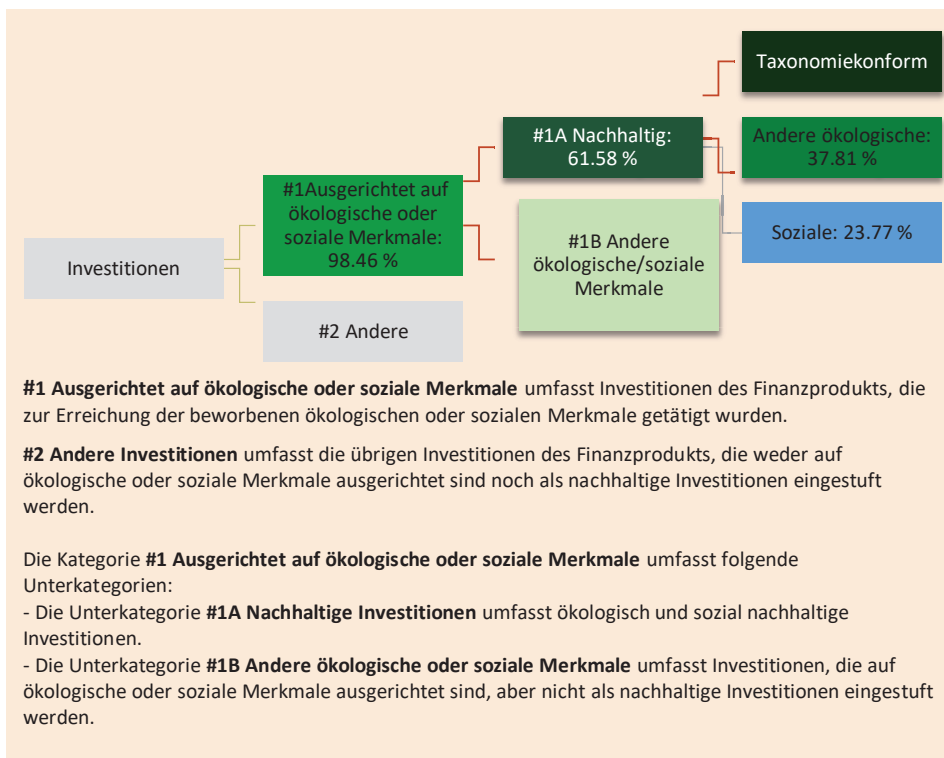 Taxonomiekonform
#1A Nachhaltig:
61.58 %
Andere ökologische:
37.81 %
#1Ausgerichtet auf
ökologische oder
soziale Merkmale:
98.46 %
#1B Andere
ökologische/soziale
Merkmale
Soziale: 23.77 %
Investitionen
#2 Andere
#1 Ausgerichtet auf ökologische oder soziale Merkmale umfasst Investitionen des Finanzprodukts, die
zur Erreichung der beworbenen ökologischen oder sozialen Merkmale getätigt wurden.
#2 Andere Investitionen umfasst die übrigen Investitionen des Finanzprodukts, die weder auf
ökologische oder soziale Merkmale ausgerichtet sind noch als nachhaltige Investitionen eingestuft
werden.
Die Kategorie #1 Ausgerichtet auf ökologische oder soziale Merkmale umfasst folgende
Unterkategorien:
- Die Unterkategorie #1A Nachhaltige Investitionen umfasst ökologisch und sozial nachhaltige
Investitionen.
- Die Unterkategorie #1B Andere ökologische oder soziale Merkmale umfasst Investitionen, die auf
ökologische oder soziale Merkmale ausgerichtet sind, aber nicht als nachhaltige Investitionen eingestuft
werden.